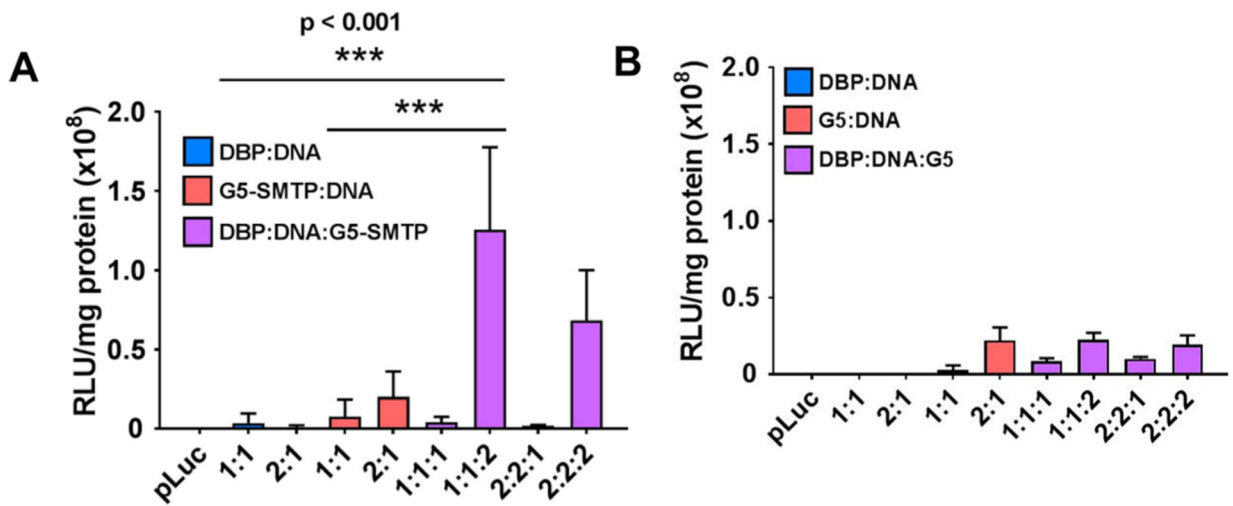 p < 0.001
A
***
***
RLU/mg protein (x10⁸)
2.0
1.5
1.0
0.5
0
DBP:DNA
G5-SMTP:DNA
DBP:DNA:G5-SMTP
pLuc
1:1
2:1
1:1
2:1
1:1:1
1:1:2
2:2:1
2:2:2
B
RLU/mg protein (x10⁸)
2.0
1.5
1.0
0.5
0
DBP:DNA
G5:DNA
DBP:DNA:G5
pLuc
1:1
2:1
1:1
2:1
1:1:1
1:1:2
2:2:1
2:2:2